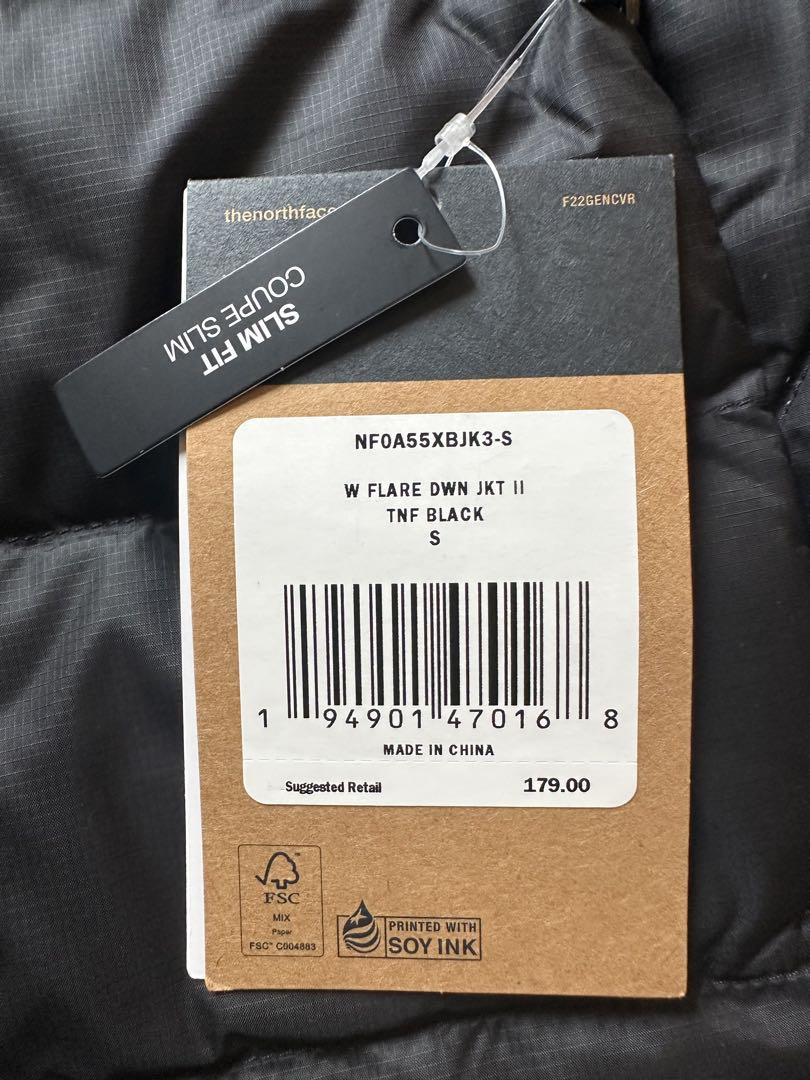 thenorthface
F22GENCVR
SLIM FIT
COUPE SLIM
NF0A55XBJK3-S
W FLARE DWN JKT II
TNF BLACK
S
1 94901 47016 8
MADE IN CHINA
Suggested Retail 179.00
FSC
MIX
Paper
FSC™ C004883
PRINTED WITH
SOY INK